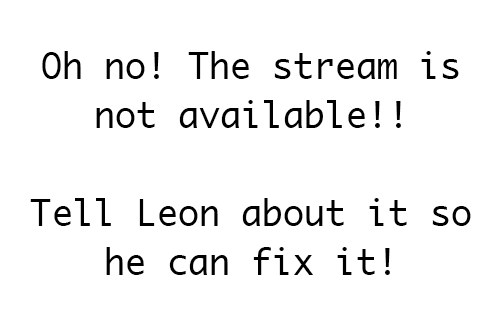 Oh no! The stream is
not available!!
Tell Leon about it so
he can fix it!